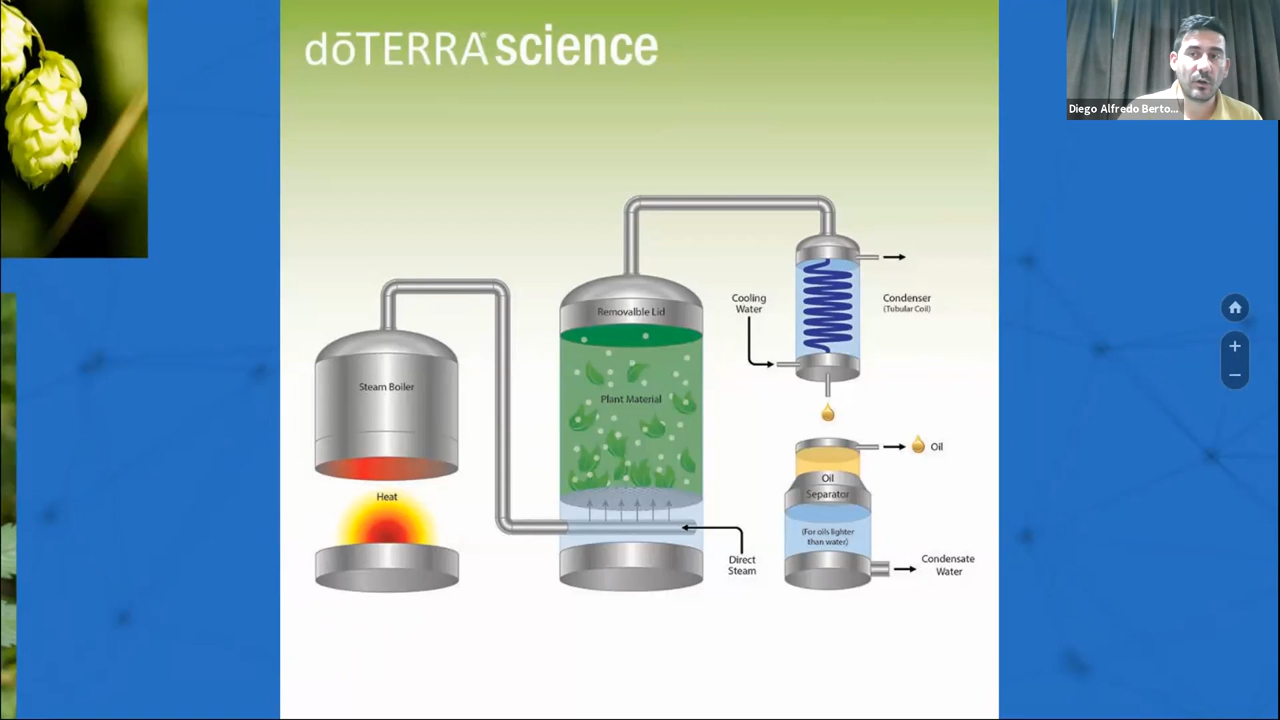 dōTERRA® science
Diego Alfredo Berto...
Removalble Lid
Cooling
Water
Condenser
(Tubular Coil)
Steam Boiler
Plant Material
Oil
Oil
Separator
Heat
(For oils lighter
than water)
Direct
Steam
Condensate
Water